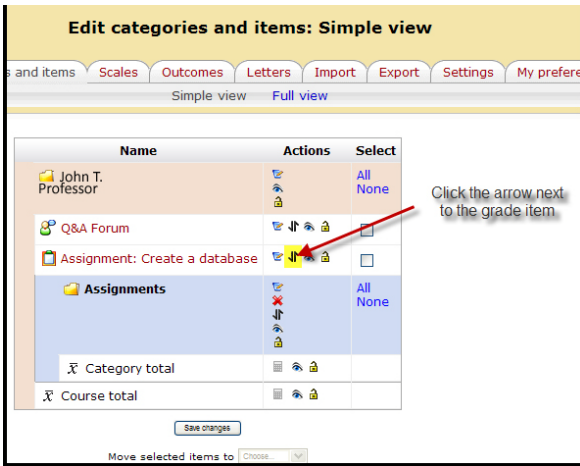 Edit categories and items: Simple view
s and items Scales Outcomes Letters Import Export Settings My prefere
Simple view Full view
Name Actions Select
John T. All
Professor None
Click the arrow next
to the grade item
Q&A Forum
Assignment: Create a database
Assignments All
None
x̄ Category total
x̄ Course total
Save changes
Move selected items to Choose...